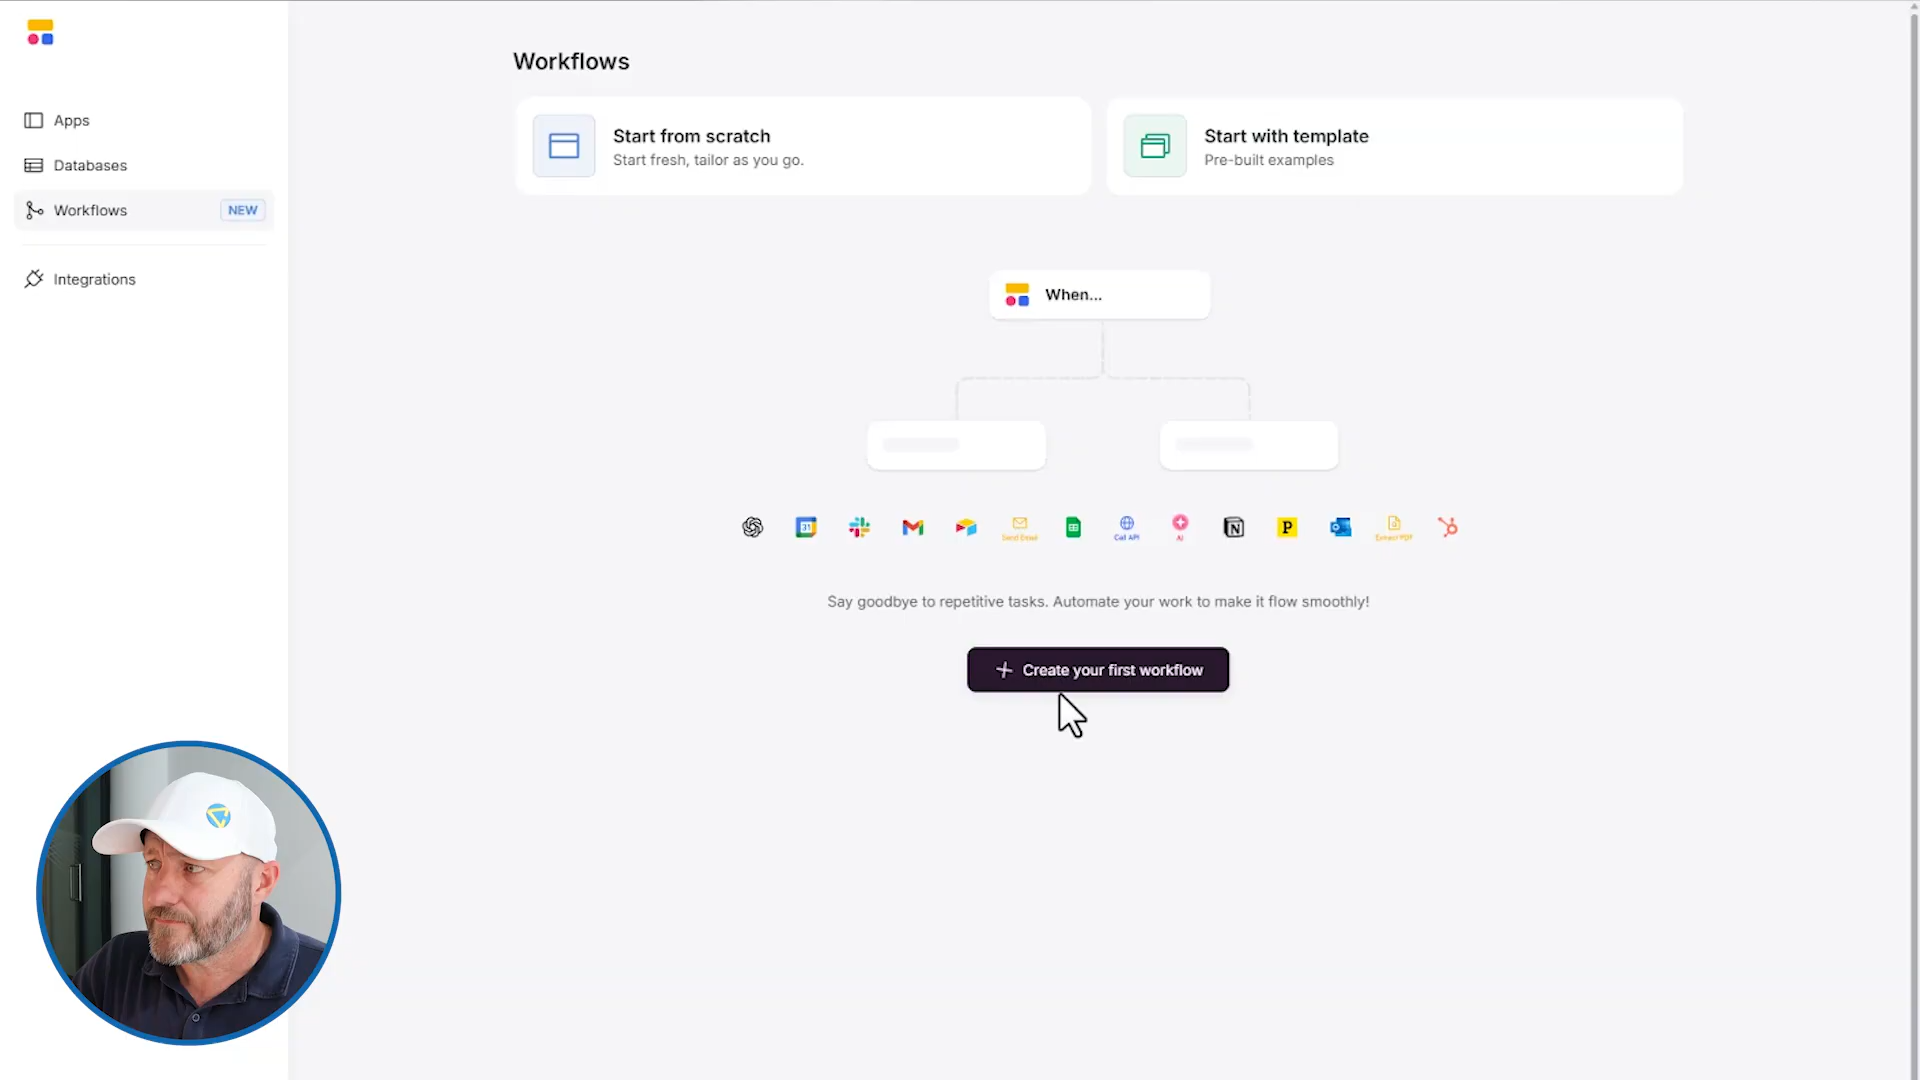 Workflows
Start from scratch
Start fresh, tailor as you go.
Start with template
Pre-built examples
Apps
Databases
Workflows NEW
Integrations
When...
31
Send Email
Call API
AI
N
P
Extract PDF
Say goodbye to repetitive tasks. Automate your work to make it flow smoothly!
Create your first workflow